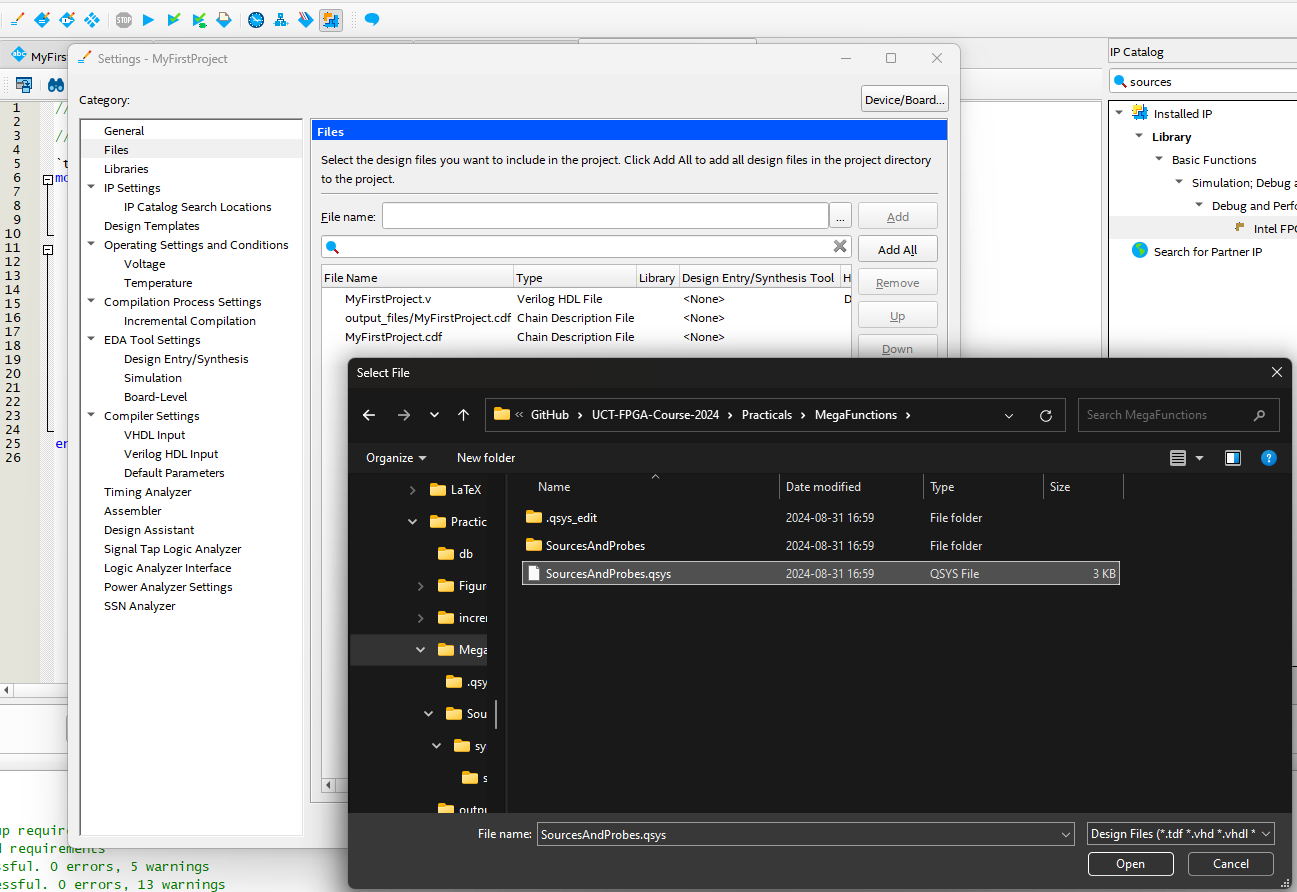 STOP
abc MyFirs
Settings - MyFirstProject
IP Catalog
sources
Category:
Device/Board...
General
Files
Libraries
IP Settings
IP Catalog Search Locations
Design Templates
Operating Settings and Conditions
Voltage
Temperature
Compilation Process Settings
Incremental Compilation
EDA Tool Settings
Design Entry/Synthesis
Simulation
Board-Level
Compiler Settings
VHDL Input
Verilog HDL Input
Default Parameters
Timing Analyzer
Assembler
Design Assistant
Signal Tap Logic Analyzer
Logic Analyzer Interface
Power Analyzer Settings
SSN Analyzer
1 //
2
3 //
4
5 `t
6 mo
7
8
9
10
11
12
13
14
15
16
17
18
19
20
21
22
23
24
25 en
26
Files
Select the design files you want to include in the project. Click Add All to add all design files in the project directory
to the project.
File name: ... Add
Add All
File Name Type Library Design Entry/Synthesis Tool H
MyFirstProject.v Verilog HDL File <None> D
output_files/MyFirstProject.cdf Chain Description File <None>
MyFirstProject.cdf Chain Description File <None>
Remove
Up
Down
Installed IP
Library
Basic Functions
Simulation; Debug a
Debug and Perfo
Intel FPG
Search for Partner IP
Select File
« GitHub › UCT-FPGA-Course-2024 › Practicals › MegaFunctions ›
Search MegaFunctions
Organize New folder
LaTeX
Practic
db
Figur
increr
Mega
.qsy
Sou
sy
s
outpu
Name Date modified Type Size
.qsys_edit 2024-08-31 16:59 File folder
SourcesAndProbes 2024-08-31 16:59 File folder
SourcesAndProbes.qsys 2024-08-31 16:59 QSYS File 3 KB
File name: SourcesAndProbes.qsys
Design Files (*.tdf *.vhd *.vhdl *
Open Cancel
up require
d requirements
ssful. 0 errors, 5 warnings
essful. 0 errors, 13 warnings